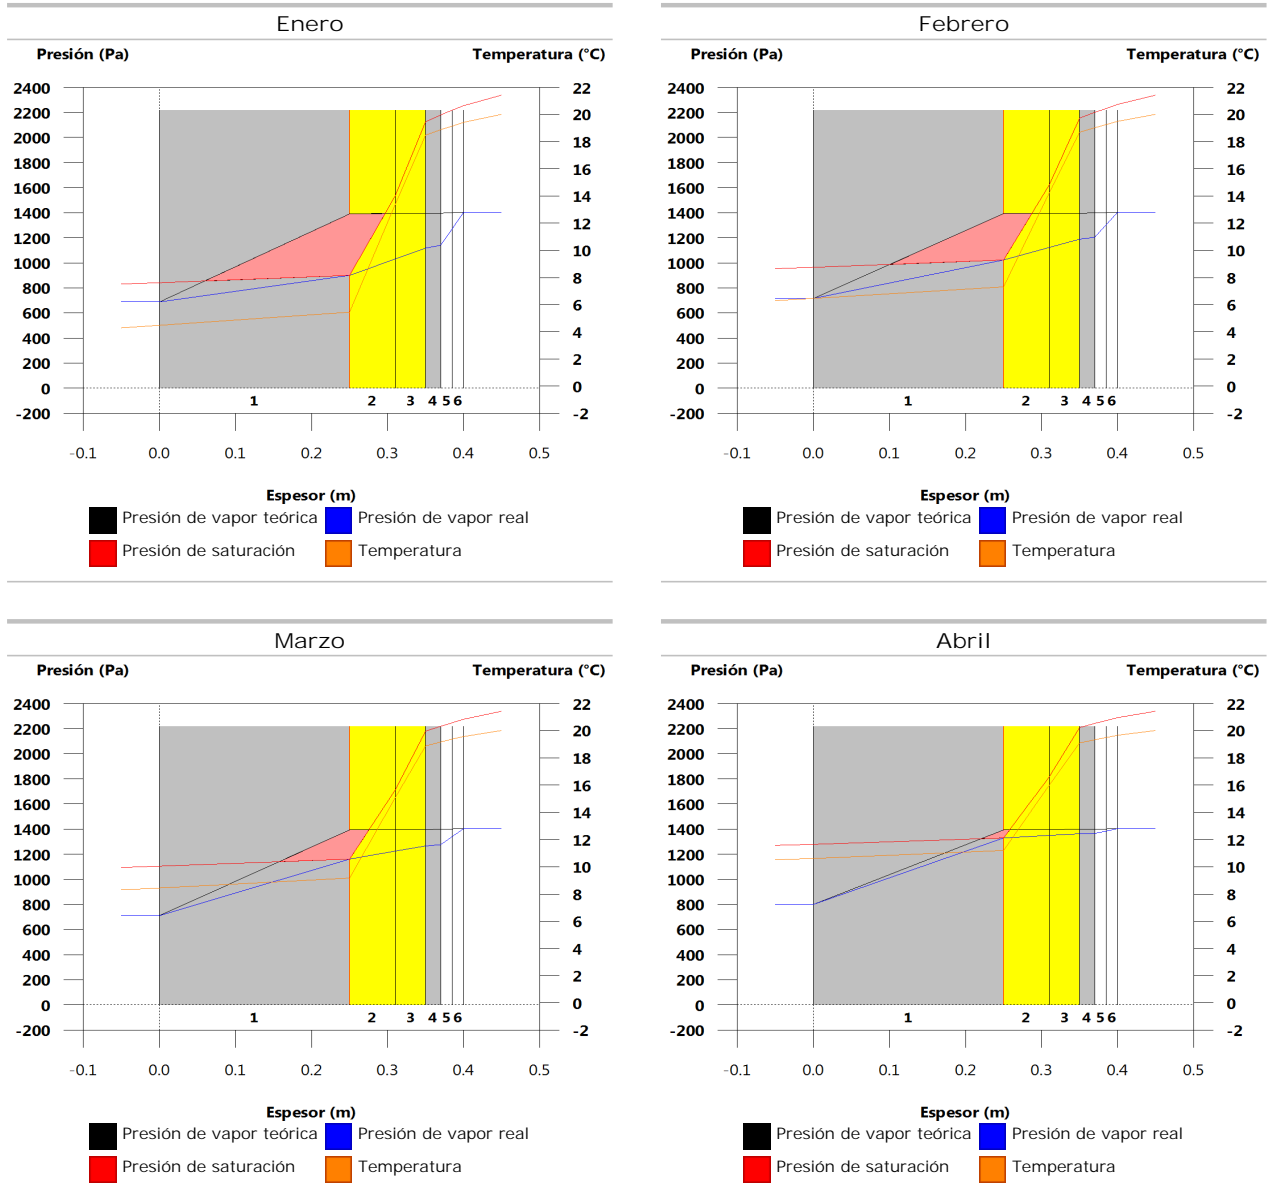 Enero
Presión (Pa) Temperatura (°C)
2400 22
2200 20
2000 18
1800 16
1600 14
1400 12
1200 10
1000 8
800 6
600 4
400 2
200 0
0 -2
-200
1 2 3 4 5 6
-0.1 0.0 0.1 0.2 0.3 0.4 0.5
Espesor (m)
Presión de vapor teórica Presión de vapor real
Presión de saturación Temperatura
Febrero
Presión (Pa) Temperatura (°C)
2400 22
2200 20
2000 18
1800 16
1600 14
1400 12
1200 10
1000 8
800 6
600 4
400 2
200 0
0 -2
-200
1 2 3 4 5 6
-0.1 0.0 0.1 0.2 0.3 0.4 0.5
Espesor (m)
Presión de vapor teórica Presión de vapor real
Presión de saturación Temperatura
Marzo
Presión (Pa) Temperatura (°C)
2400 22
2200 20
2000 18
1800 16
1600 14
1400 12
1200 10
1000 8
800 6
600 4
400 2
200 0
0 -2
-200
1 2 3 4 5 6
-0.1 0.0 0.1 0.2 0.3 0.4 0.5
Espesor (m)
Presión de vapor teórica Presión de vapor real
Presión de saturación Temperatura
Abril
Presión (Pa) Temperatura (°C)
2400 22
2200 20
2000 18
1800 16
1600 14
1400 12
1200 10
1000 8
800 6
600 4
400 2
200 0
0 -2
-200
1 2 3 4 5 6
-0.1 0.0 0.1 0.2 0.3 0.4 0.5
Espesor (m)
Presión de vapor teórica Presión de vapor real
Presión de saturación Temperatura